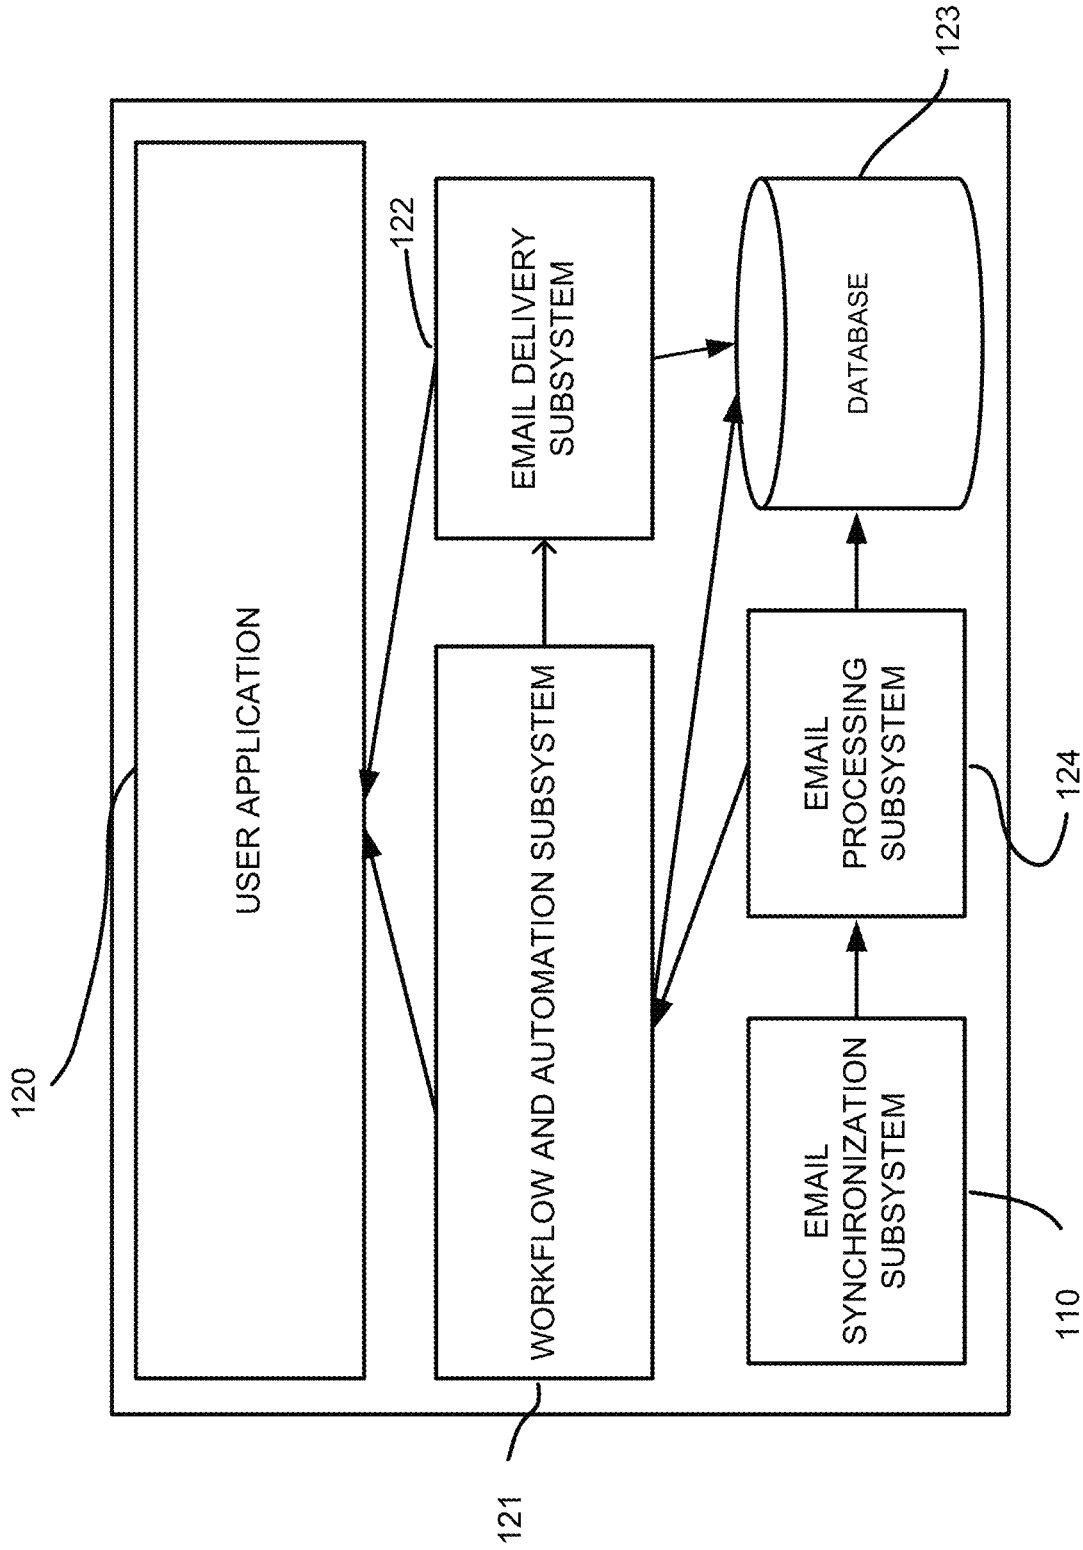 120
USER APPLICATION
122
121
WORKFLOW AND AUTOMATION SUBSYSTEM
EMAIL DELIVERY
SUBSYSTEM
123
EMAIL
SYNCHRONIZATION
SUBSYSTEM
EMAIL
PROCESSING
SUBSYSTEM
DATABASE
110
124